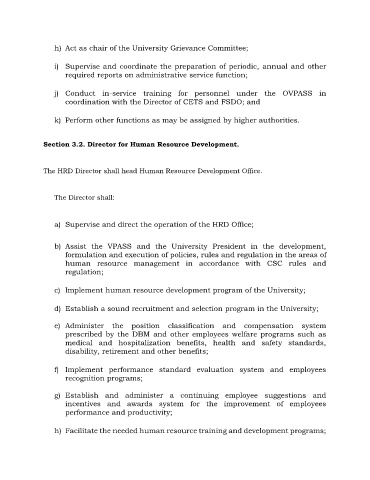 h) Act as chair of the University Grievance Committee;
i) Supervise and coordinate the preparation of periodic, annual and other
required reports on administrative service function;
j) Conduct in-service training for personnel under the OVPASS in
coordination with the Director of CETS and FSDO; and
k) Perform other functions as may be assigned by higher authorities.
Section 3.2. Director for Human Resource Development.
The HRD Director shall head Human Resource Development Office.
The Director shall:
a) Supervise and direct the operation of the HRD Office;
b) Assist the VPASS and the University President in the development,
formulation and execution of policies, rules and regulation in the areas of
human resource management in accordance with CSC rules and
regulation;
c) Implement human resource development program of the University;
d) Establish a sound recruitment and selection program in the University;
e) Administer the position classification and compensation system
prescribed by the DBM and other employees welfare programs such as
medical and hospitalization benefits, health and safety standards,
disability, retirement and other benefits;
f) Implement performance standard evaluation system and employees
recognition programs;
g) Establish and administer a continuing employee suggestions and
incentives and awards system for the improvement of employees
performance and productivity;
h) Facilitate the needed human resource training and development programs;